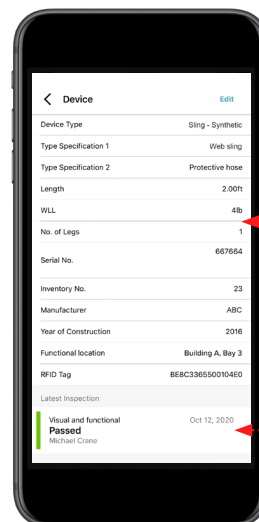 Device Edit
Device Type Sling - Synthetic
Type Specification 1 Web sling
Type Specification 2 Protective hose
Length 2.00ft
WLL 4lb
No. of Legs 1
Serial No. 667664
Inventory No. 23
Manufacturer ABC
Year of Construction 2016
Functional location Building A, Bay 3
RFID Tag BE8C3365500104E0
Latest Inspection
Visual and functional Oct 12, 2020
Passed
Michael Crane